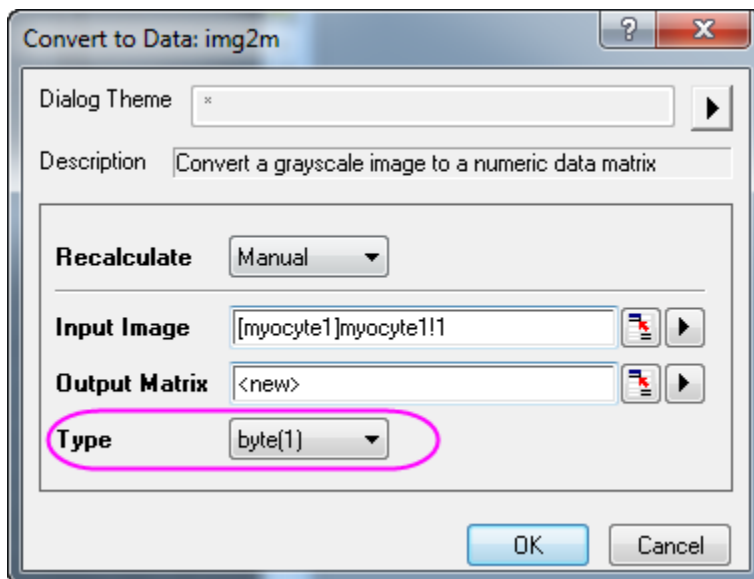 Convert to Data: img2m
Dialog Theme *
Description Convert a grayscale image to a numeric data matrix
Recalculate Manual
Input Image [myocyte1]myocyte1!1
Output Matrix <new>
Type byte(1)
OK Cancel